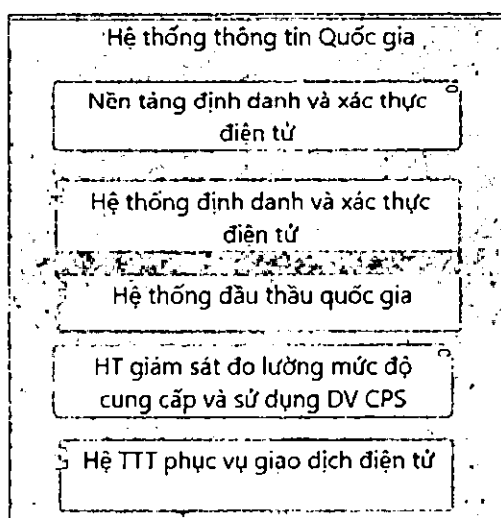 Hệ thống thông tin Quốc gia
Nền tảng định danh và xác thực
điện tử
Hệ thống định danh và xác thực
điện tử
Hệ thống đầu thầu quốc gia
HT giám sát đo lường mức độ
cung cấp và sử dụng DV CPS
Hệ TTT phục vụ giao dịch điện tử